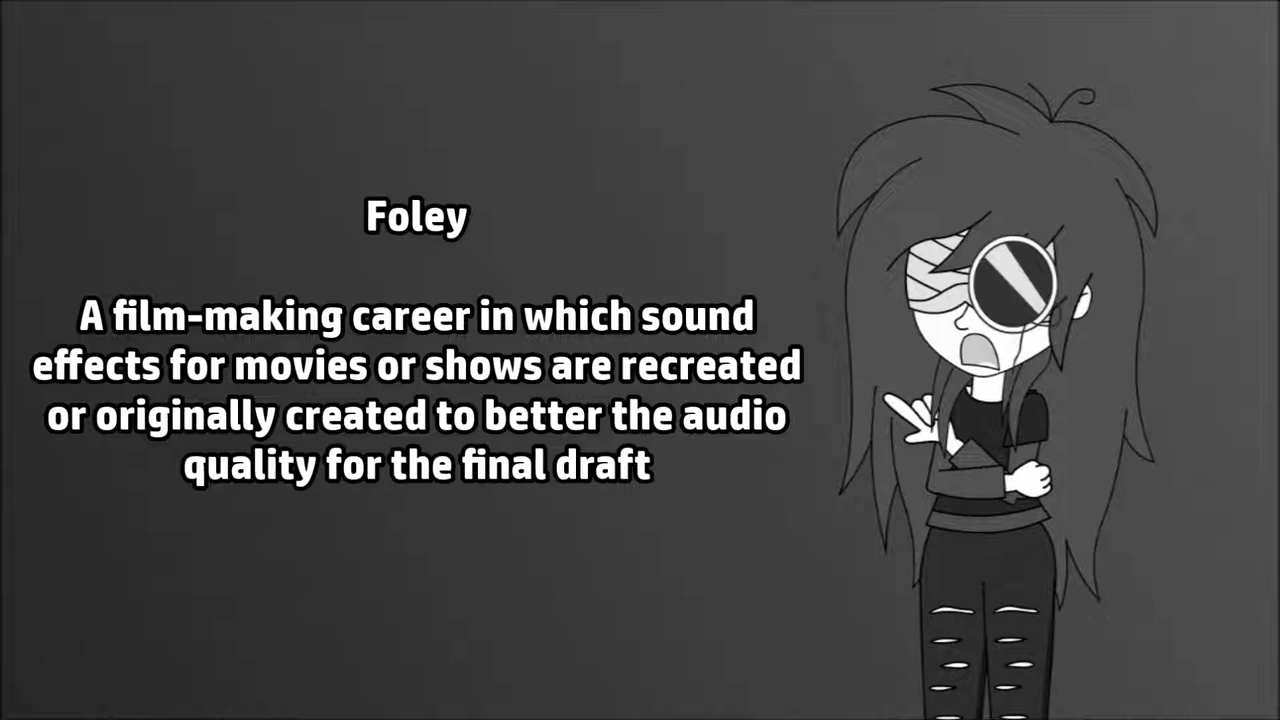 Foley
A film-making career in which sound
effects for movies or shows are recreated
or originally created to better the audio
quality for the final draft